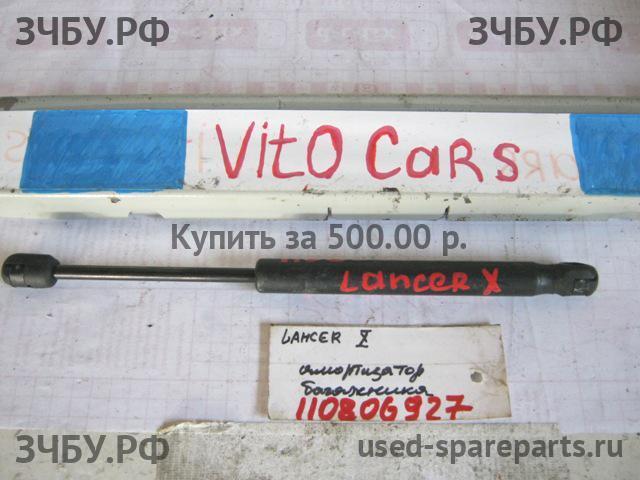 ЗЧБУ.РФ ЗЧБУ.РФ
Vito Cars
Купить за 500.00 р.
Lancer X
LANCER X
амортизатор
багажника
110806927
ЗЧБУ.РФ used-spareparts.ru